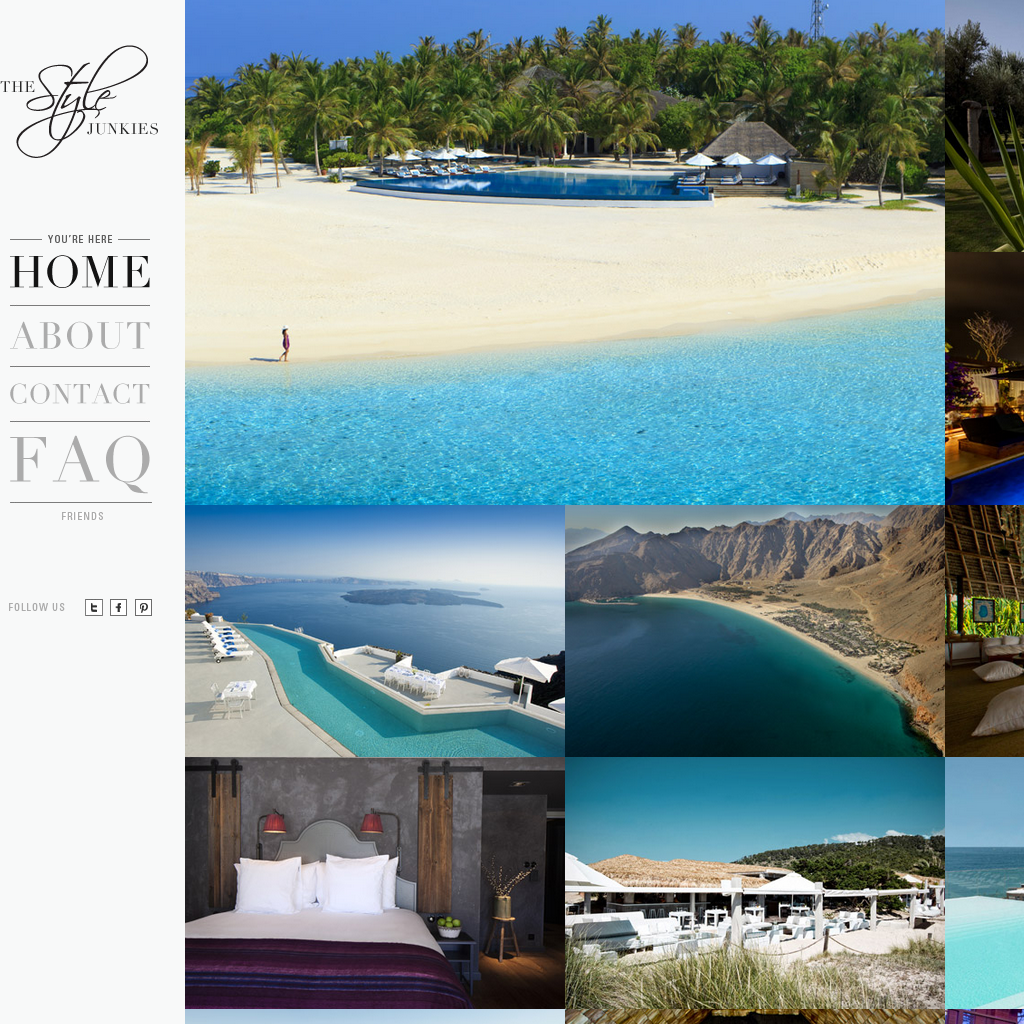 THE Style JUNKIES
YOU'RE HERE
HOME
ABOUT
CONTACT
FAQ
FRIENDS
FOLLOW US